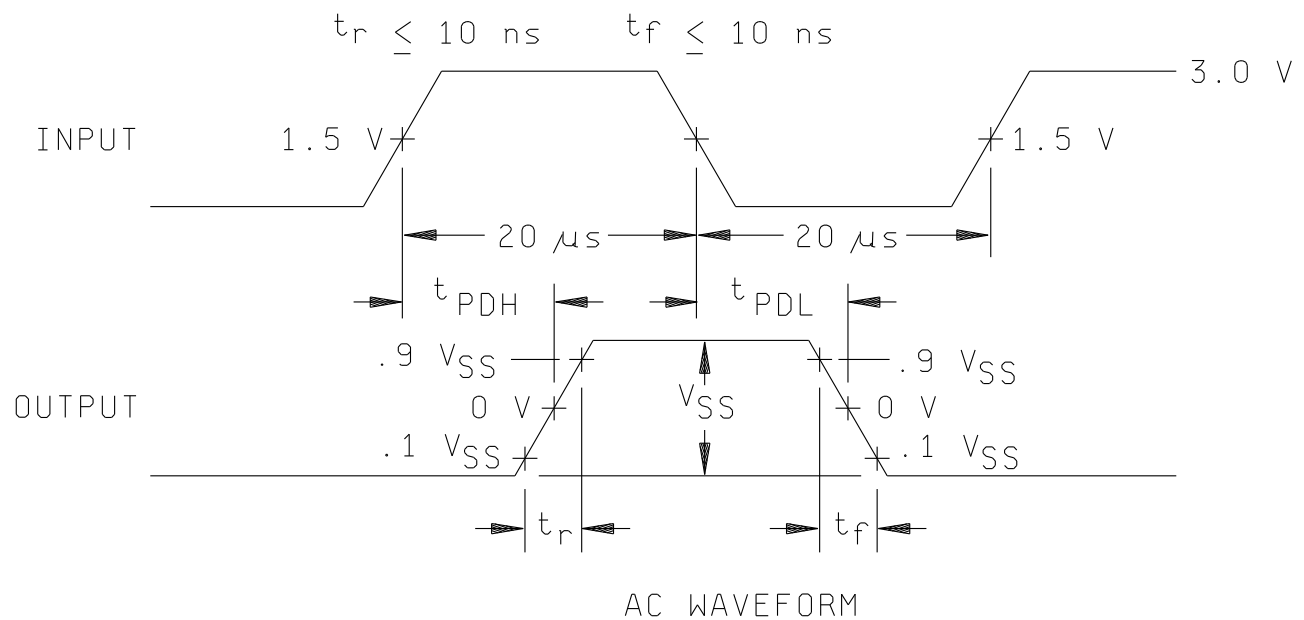 tr ≤ 10 ns
tf ≤ 10 ns
3.0 V
INPUT
1.5 V
1.5 V
20 µs
20 µs
tPDH
tPDL
.9 VSS
.9 VSS
VSS
OUTPUT
0 V
0 V
.1 VSS
.1 VSS
tr
tf
AC WAVEFORM